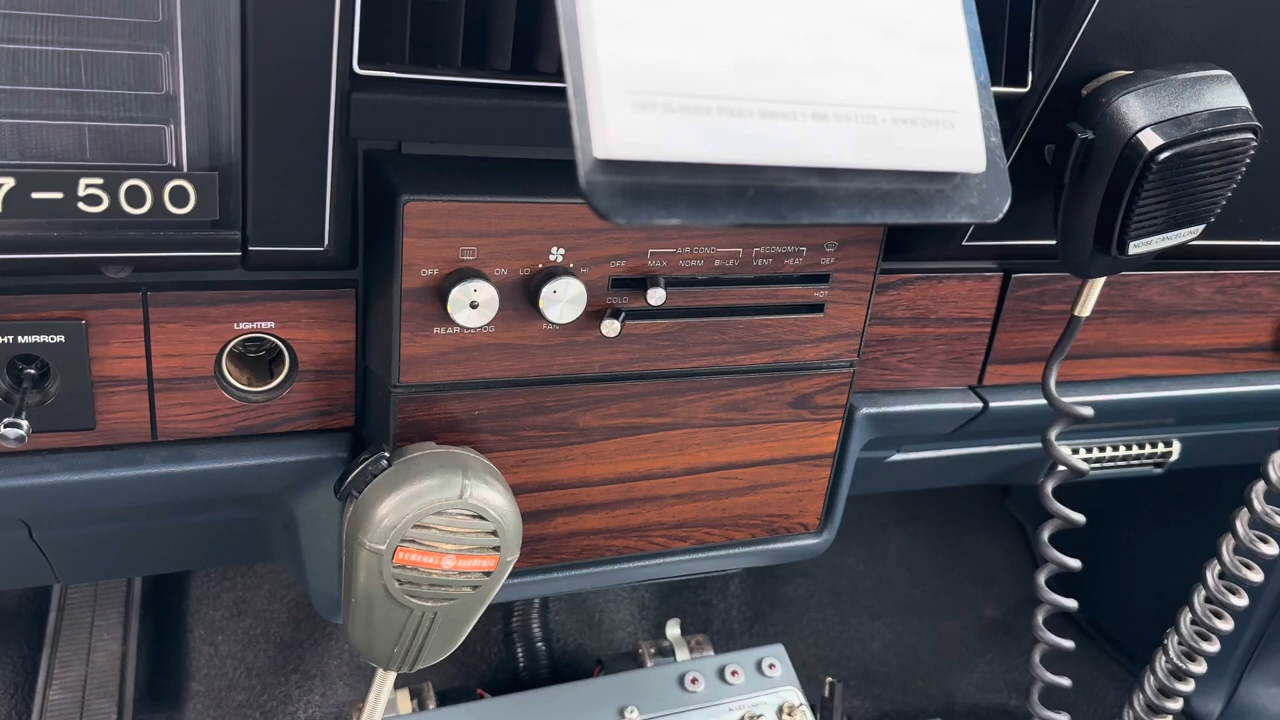 7-500
OFF
ON
LO
HI
REAR DEFOG
FAN
OFF
AIR COND
MAX NORM BI-LEV
ECONOMY
VENT HEAT
DEF
COLD
HOT
LIGHTER
HT MIRROR
NOISE CANCELLING
GENERAL ELECTRIC